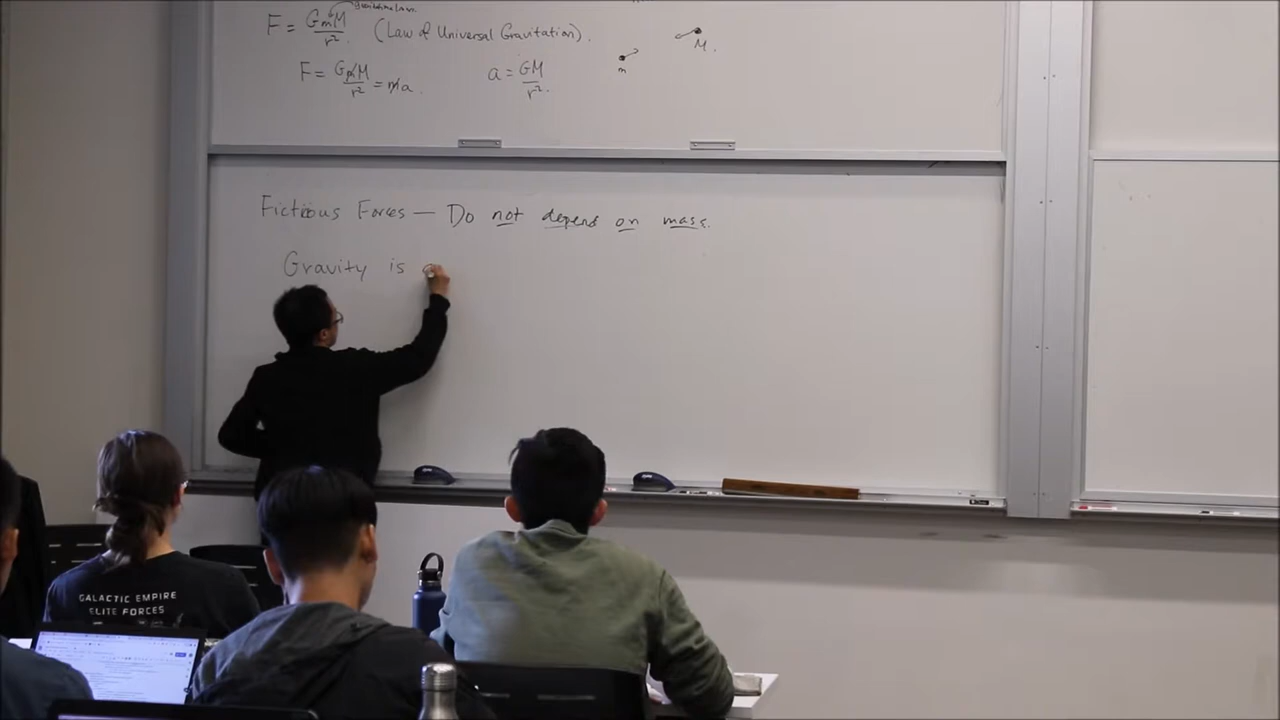 F = GmM/r². (Law of Universal Gravitation).
M.
m
F = GmM/r² = ma.
a = GM/r².
Fictitious Forces — Do not depend on mass.
Gravity is
GALACTIC EMPIRE
ELITE FORCES